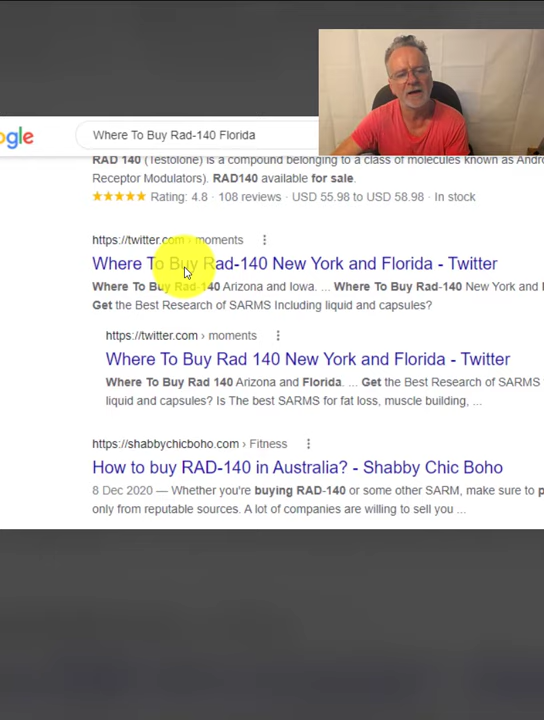 ogle
Where To Buy Rad-140 Florida
RAD 140 (Testolone) is a compound belonging to a class of molecules known as
Receptor Modulators). RAD140 available for sale.
Rating: 4.8 · 108 reviews · USD 55.98 to USD 58.98 · In stock
https://twitter.com › moments
Where To Buy Rad-140 New York and Florida - Twitter
Where To Buy Rad-140 Arizona and Iowa. ... Where To Buy Rad-140 New York and
Get the Best Research of SARMS Including liquid and capsules?
https://twitter.com › moments
Where To Buy Rad 140 New York and Florida - Twitter
Where To Buy Rad 140 Arizona and Florida. ... Get the Best Research of SARMS
liquid and capsules? Is The best SARMS for fat loss, muscle building, ...
https://shabbychicboho.com › Fitness
How to buy RAD-140 in Australia? - Shabby Chic Boho
8 Dec 2020 — Whether you're buying RAD-140 or some other SARM, make sure to
only from reputable sources. A lot of companies are willing to sell you ...